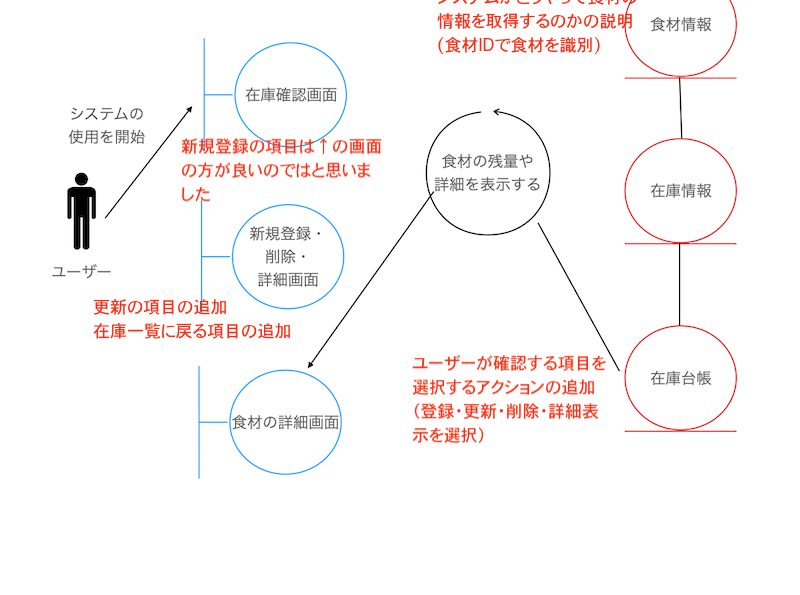 情報を取得するのかの説明
(食材IDで食材を識別)
食材情報
在庫確認画面
システムの
使用を開始
新規登録の項目は↑の画面
の方が良いのではと思いま
した
食材の残量や
詳細を表示する
在庫情報
新規登録・
削除・
詳細画面
ユーザー
更新の項目の追加
在庫一覧に戻る項目の追加
ユーザーが確認する項目を
選択するアクションの追加
（登録・更新・削除・詳細表
示を選択）
在庫台帳
食材の詳細画面